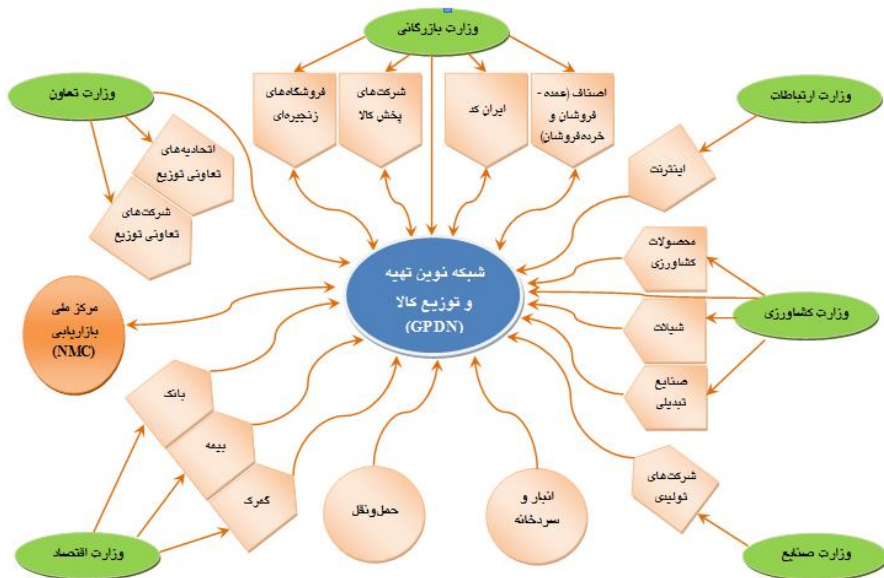 وزارت بازرگانی
وزارت تعاون
وزارت ارتباطات
فروشگاه‌های
زنجیره‌ای
شرکت‌های
پخش کالا
ایران کد
اصناف (عمده -
فروشان و
خرده‌فروشان)
اینترنت
اتحادیه‌های
تعاونی توزیع
شرکت‌های
تعاونی توزیع
محصولات
کشاورزی
شبکه نوین تهیه
و توزیع کالا
(GPDN)
مرکز ملی
بازاریابی
(NMC)
شیلات
وزارت کشاورزی
صنایع
تبدیلی
بانک
بیمه
گمرک
حمل‌ونقل
انبار و
سردخانه
شرکت‌های
تولیدی
وزارت اقتصاد
وزارت صنایع